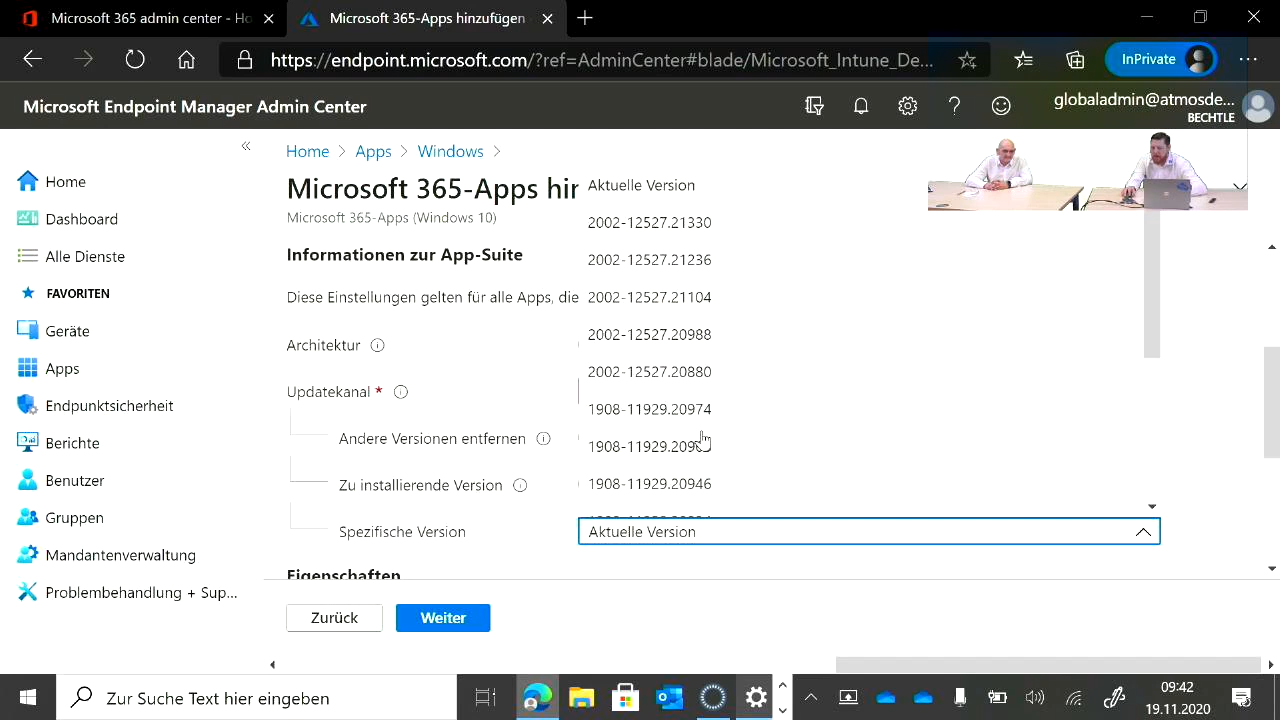 Microsoft 365 admin center - Ho
Microsoft 365-Apps hinzufügen
https://endpoint.microsoft.com/?ref=AdminCenter#blade/Microsoft_Intune_De...
InPrivate
Microsoft Endpoint Manager Admin Center
globaladmin@atmosde...
BECHTLE
Home
Dashboard
Alle Dienste
FAVORITEN
Geräte
Apps
Endpunktsicherheit
Berichte
Benutzer
Gruppen
Mandantenverwaltung
Problembehandlung + Sup...
Home > Apps > Windows >
Microsoft 365-Apps hir
Microsoft 365-Apps (Windows 10)
Informationen zur App-Suite
Diese Einstellungen gelten für alle Apps, die
Architektur
Updatekanal *
Andere Versionen entfernen
Zu installierende Version
Spezifische Version
Aktuelle Version
2002-12527.21330
2002-12527.21236
2002-12527.21104
2002-12527.20988
2002-12527.20880
1908-11929.20974
1908-11929.20946
Aktuelle Version
Eigenschaften
Zurück
Weiter
Zur Suche Text hier eingeben
09:42
19.11.2020